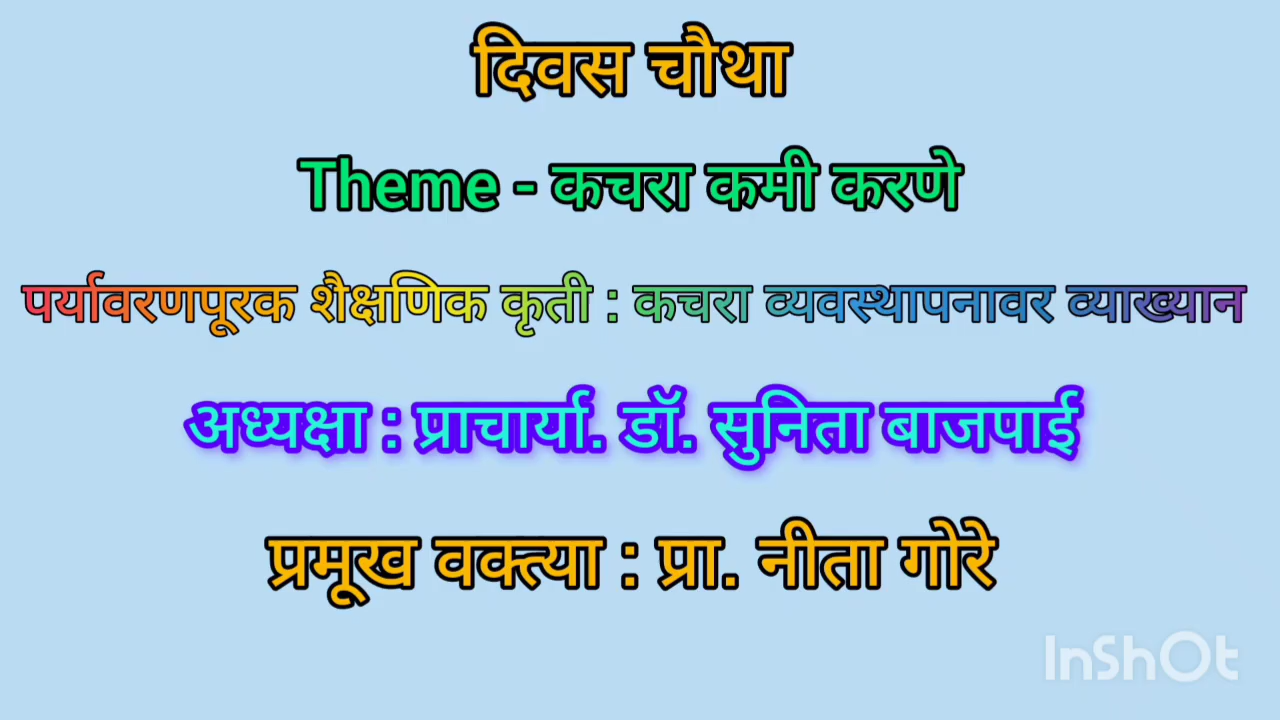 दिवस चौथा
Theme - कचरा कमी करणे
पर्यावरणपूरक शैक्षणिक कृती : कचरा व्यवस्थापनावर व्याख्यान
अध्यक्षा : प्राचार्या. डॉ. सुनिता बाजपाई
प्रमूख वक्त्या : प्रा. नीता गोरे
InShOt